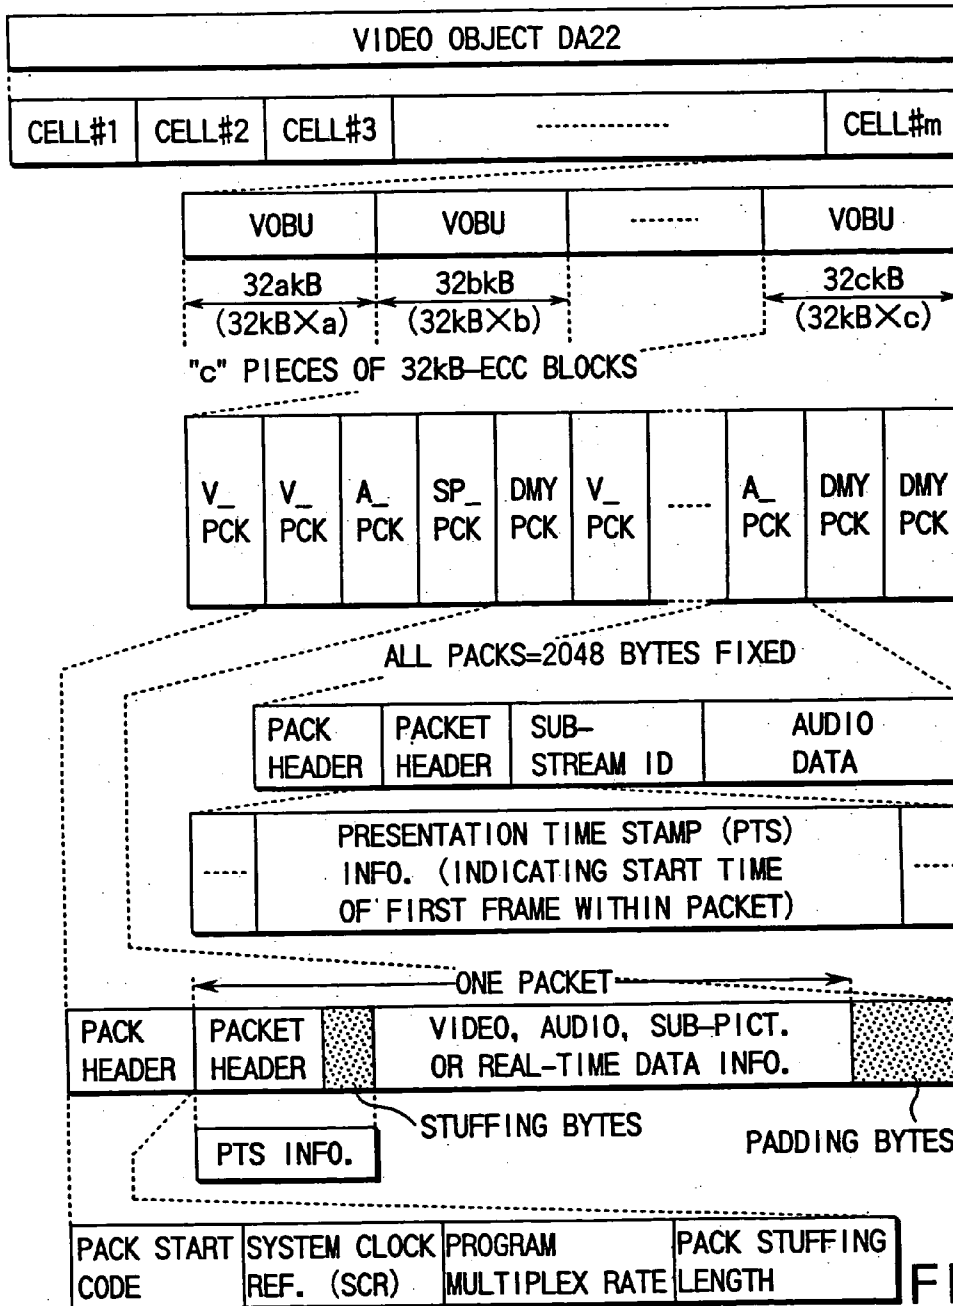 VIDEO OBJECT DA22
CELL#1 CELL#2 CELL#3 CELL#m
VOBU VOBU VOBU
32akB 32bkB 32ckB
(32kB×a) (32kB×b) (32kB×c)
"c" PIECES OF 32kB-ECC BLOCKS
V_ V_ A_ SP_ DMY V_ A_ DMY DMY
PCK PCK PCK PCK PCK PCK PCK PCK PCK
ALL PACKS=2048 BYTES FIXED
PACK PACKET SUB- AUDIO
HEADER HEADER STREAM ID DATA
PRESENTATION TIME STAMP (PTS)
INFO. (INDICATING START TIME
OF FIRST FRAME WITHIN PACKET)
ONE PACKET
PACK PACKET VIDEO, AUDIO, SUB-PICT.
HEADER HEADER OR REAL-TIME DATA INFO.
STUFFING BYTES
PADDING BYTES
PTS INFO.
PACK START SYSTEM CLOCK PROGRAM PACK STUFFING
CODE REF. (SCR) MULTIPLEX RATE LENGTH